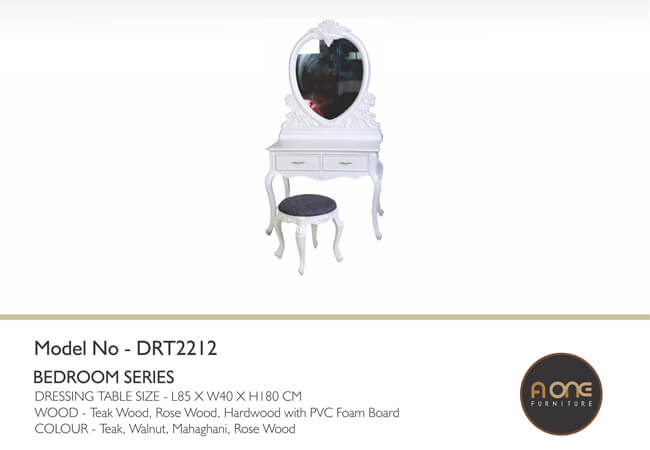 Model No - DRT2212
BEDROOM SERIES
DRESSING TABLE SIZE - L85 X W40 X H180 CM
WOOD - Teak Wood, Rose Wood, Hardwood with PVC Foam Board
COLOUR - Teak, Walnut, Mahaghani, Rose Wood
A ONE
FURNITURE